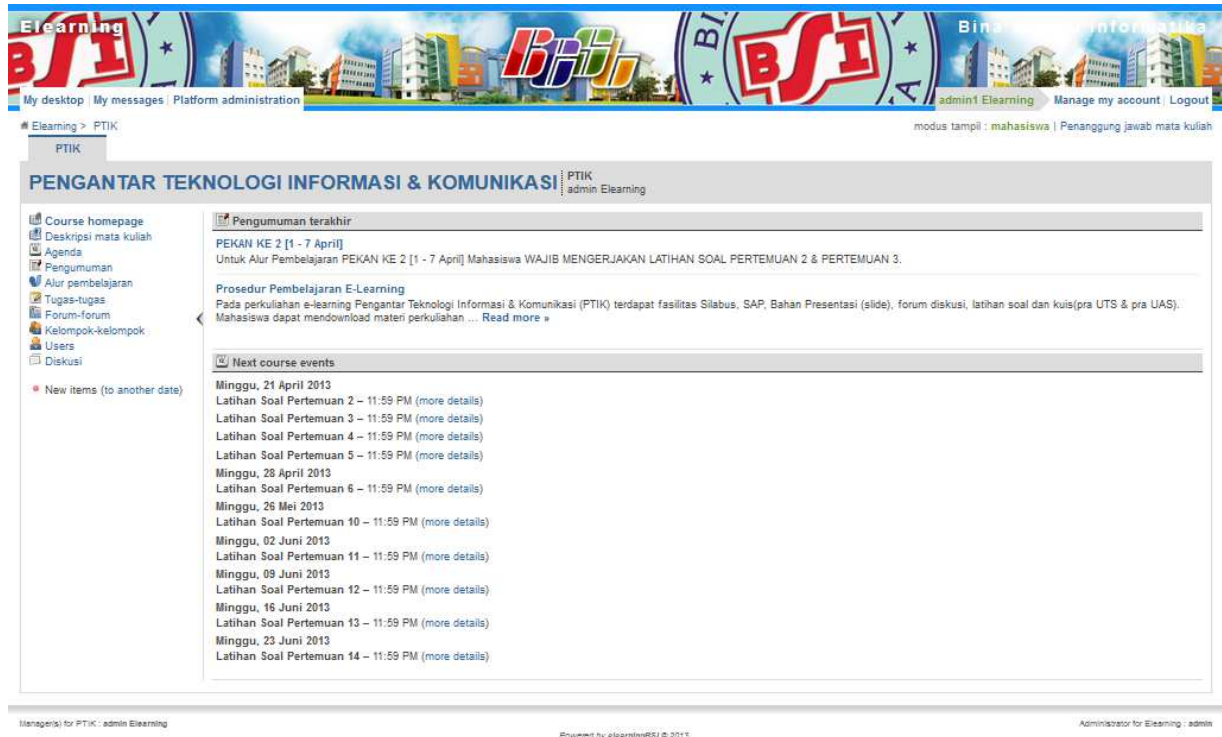 Elearning
BSI
BSI
My desktop | My messages | Platform administration
admin1 Elearning
Manage my account | Logout
Elearning > PTIK
modus tampil : mahasiswa | Penanggung jawab mata kuliah
PTIK
PENGANTAR TEKNOLOGI INFORMASI & KOMUNIKASI
PTIK
admin Elearning
Course homepage
Deskripsi mata kuliah
Agenda
Pengumuman
Alur pembelajaran
Tugas-tugas
Forum-forum
Kelompok-kelompok
Users
Diskusi
New items (to another date)
Pengumuman terakhir
PEKAN KE 2 [1 - 7 April]
Untuk Alur Pembelajaran PEKAN KE 2 [1 - 7 April] Mahasiswa WAJIB MENGERJAKAN LATIHAN SOAL PERTEMUAN 2 & PERTEMUAN 3.
Prosedur Pembelajaran E-Learning
Pada perkuliahan e-learning Pengantar Teknologi Informasi & Komunikasi (PTIK) terdapat fasilitas Silabus, SAP, Bahan Presentasi (slide), forum diskusi, latihan soal dan kuis(pra UTS & pra UAS).
Mahasiswa dapat mendownload materi perkuliahan ... Read more »
Next course events
Minggu, 21 April 2013
Latihan Soal Pertemuan 2 – 11:59 PM (more details)
Latihan Soal Pertemuan 3 – 11:59 PM (more details)
Latihan Soal Pertemuan 4 – 11:59 PM (more details)
Latihan Soal Pertemuan 5 – 11:59 PM (more details)
Minggu, 28 April 2013
Latihan Soal Pertemuan 6 – 11:59 PM (more details)
Minggu, 26 Mei 2013
Latihan Soal Pertemuan 10 – 11:59 PM (more details)
Minggu, 02 Juni 2013
Latihan Soal Pertemuan 11 – 11:59 PM (more details)
Minggu, 09 Juni 2013
Latihan Soal Pertemuan 12 – 11:59 PM (more details)
Minggu, 16 Juni 2013
Latihan Soal Pertemuan 13 – 11:59 PM (more details)
Minggu, 23 Juni 2013
Latihan Soal Pertemuan 14 – 11:59 PM (more details)
Manager(s) for PTIK : admin Elearning
Administrator for Elearning : admin
Powered by elearningBSI © 2013